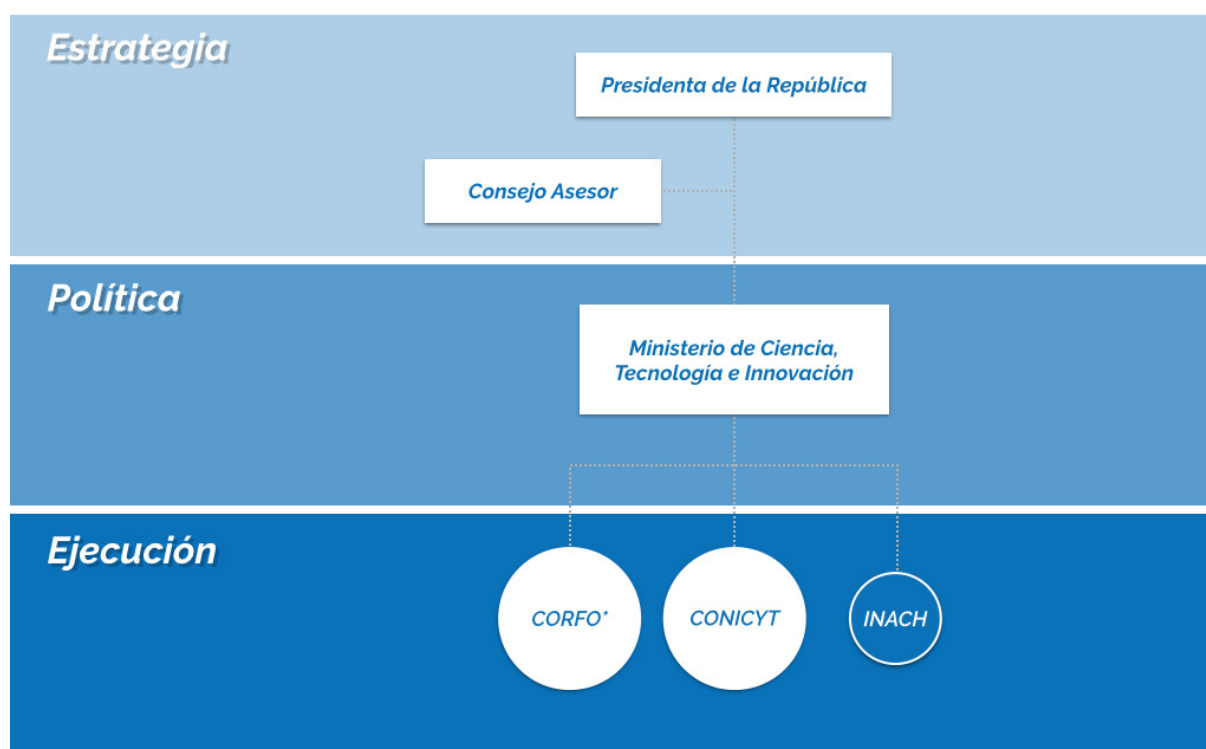 Estrategia
Presidenta de la República
Consejo Asesor
Política
Ministerio de Ciencia,
Tecnología e Innovación
Ejecución
CORFO*
CONICYT
INACH